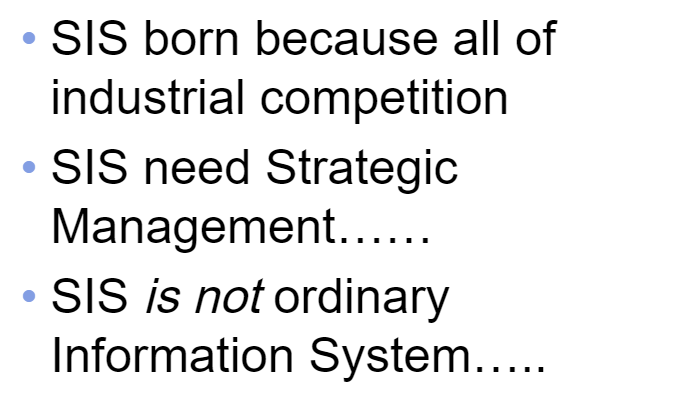 • SIS born because all of
industrial competition
• SIS need Strategic
Management……
• SIS is not ordinary
Information System…..